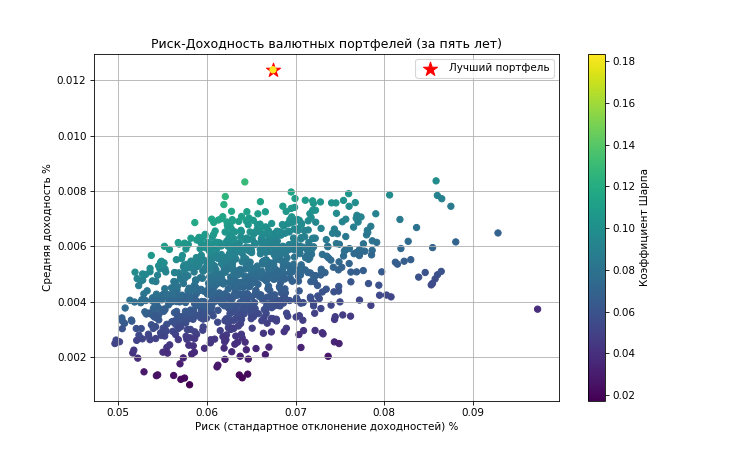 Риск-Доходность валютных портфелей (за пять лет)
Лучший портфель
Средняя доходность %
0.012
0.010
0.008
0.006
0.004
0.002
0.05 0.06 0.07 0.08 0.09
Риск (стандартное отклонение доходностей) %
0.18
0.16
0.14
0.12
0.10
0.08
0.06
0.04
0.02
Коэффициент Шарпа